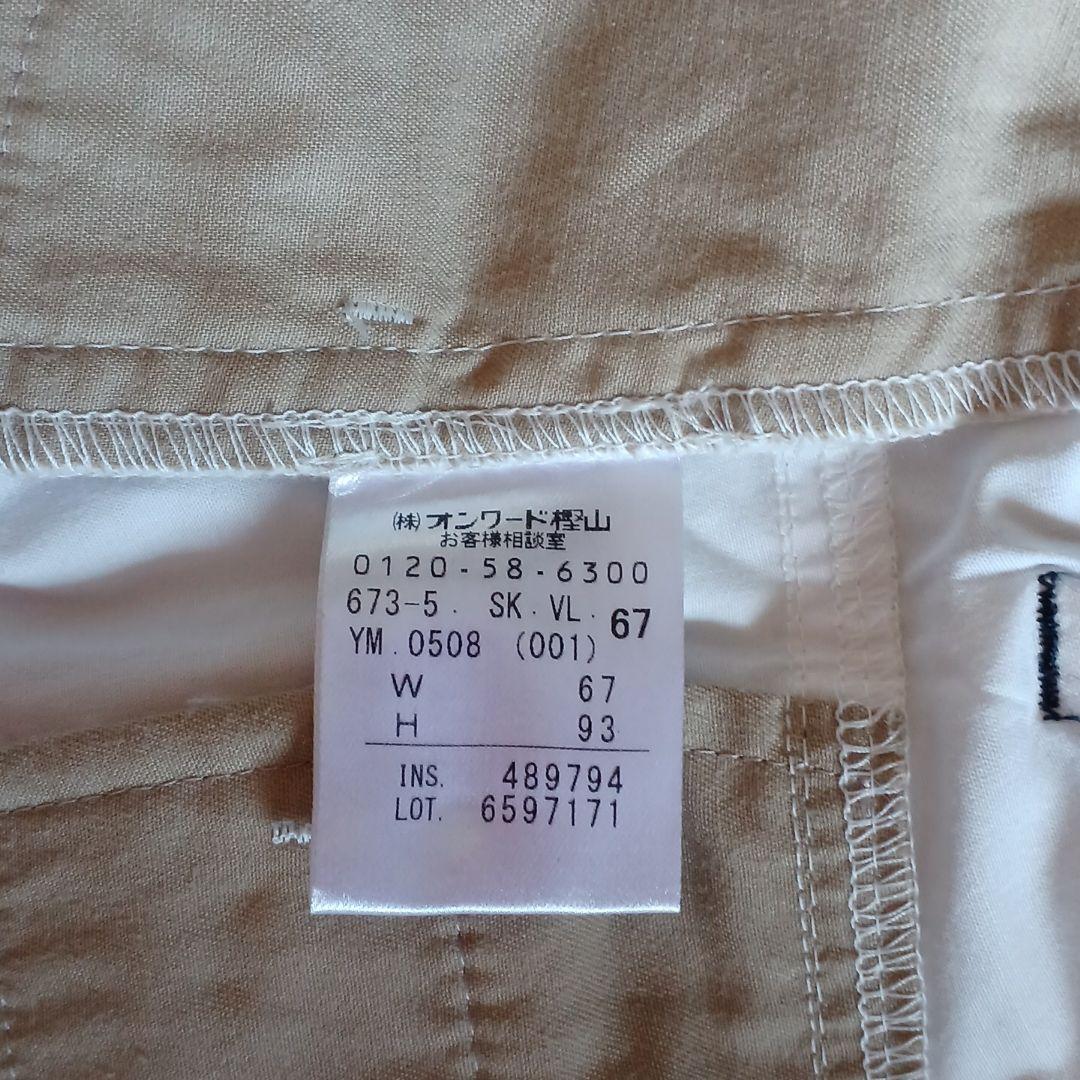 (株)オンワード樫山
お客様相談室
0120-58-6300
673-5. SK. VL. 67
YM. 0508 (001)
W 67
H 93
INS. 489794
LOT. 6597171